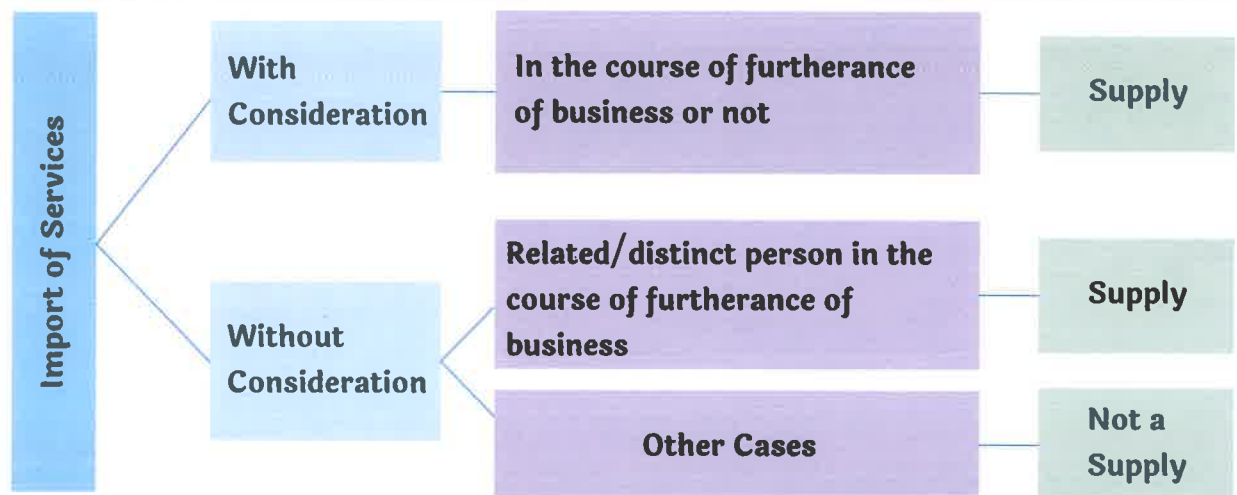 Import of Services
With
Consideration
In the course of furtherance
of business or not
Supply
Without
Consideration
Related/distinct person in the
course of furtherance of
business
Supply
Other Cases
Not a
Supply